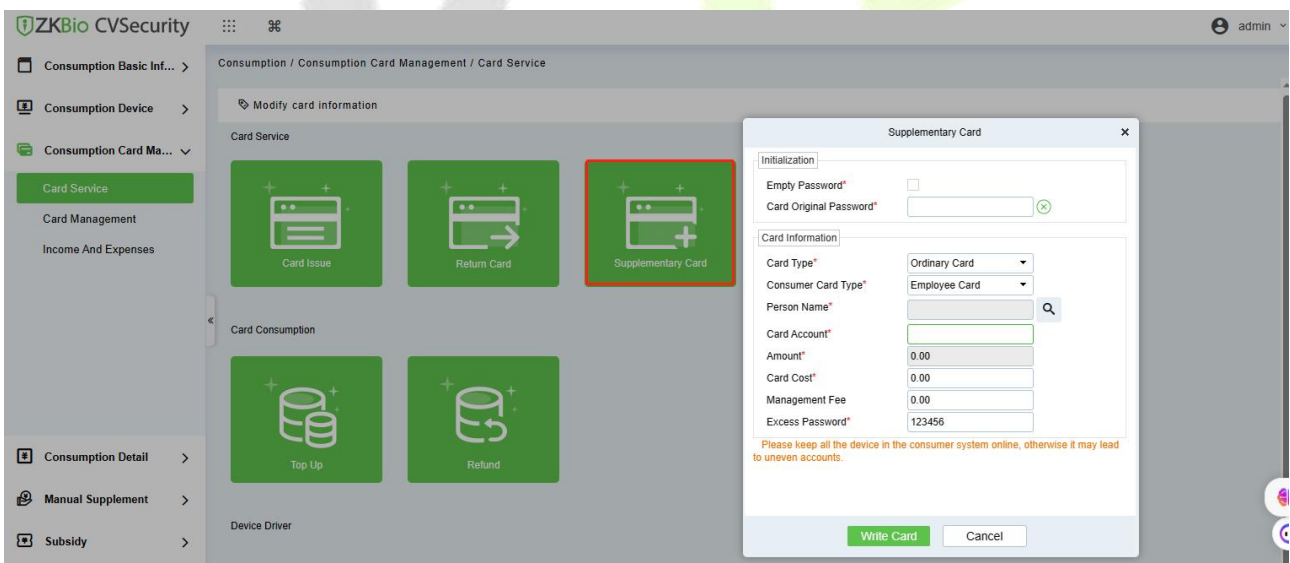 ZKBio CVSecurity
admin
Consumption Basic Inf...
Consumption Device
Consumption Card Ma...
Card Service
Card Management
Income And Expenses
Consumption Detail
Manual Supplement
Subsidy
Consumption / Consumption Card Management / Card Service
Modify card information
Card Service
Card Issue
Return Card
Supplementary Card
Card Consumption
Top Up
Refund
Device Driver
Supplementary Card
Initialization
Empty Password*
Card Original Password*
Card Information
Card Type* Ordinary Card
Consumer Card Type* Employee Card
Person Name*
Card Account*
Amount* 0.00
Card Cost* 0.00
Management Fee 0.00
Excess Password* 123456
Please keep all the device in the consumer system online, otherwise it may lead
to uneven accounts.
Write Card Cancel